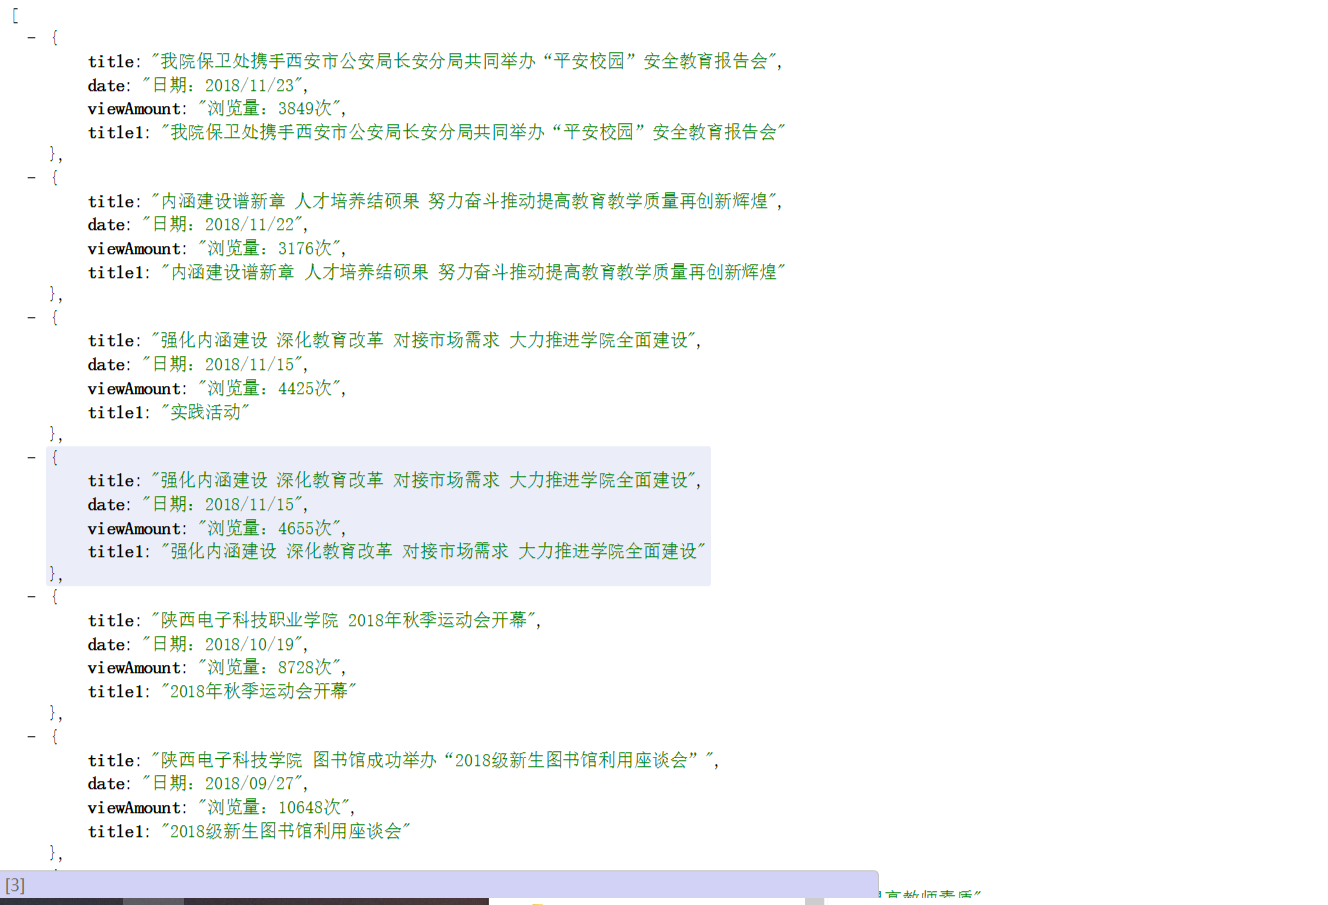 [
- {
title: "我院保卫处携手西安市公安局长安分局共同举办“平安校园”安全教育报告会",
date: "日期：2018/11/23",
viewAmount: "浏览量：3849次",
title1: "我院保卫处携手西安市公安局长安分局共同举办“平安校园”安全教育报告会"
},
- {
title: "内涵建设谱新章 人才培养结硕果 努力奋斗推动提高教育教学质量再创新辉煌",
date: "日期：2018/11/22",
viewAmount: "浏览量：3176次",
title1: "内涵建设谱新章 人才培养结硕果 努力奋斗推动提高教育教学质量再创新辉煌"
},
- {
title: "强化内涵建设 深化教育改革 对接市场需求 大力推进学院全面建设",
date: "日期：2018/11/15",
viewAmount: "浏览量：4425次",
title1: "实践活动"
},
- {
title: "强化内涵建设 深化教育改革 对接市场需求 大力推进学院全面建设",
date: "日期：2018/11/15",
viewAmount: "浏览量：4655次",
title1: "强化内涵建设 深化教育改革 对接市场需求 大力推进学院全面建设"
},
- {
title: "陕西电子科技职业学院 2018年秋季运动会开幕",
date: "日期：2018/10/19",
viewAmount: "浏览量：8728次",
title1: "2018年秋季运动会开幕"
},
- {
title: "陕西电子科技学院 图书馆成功举办“2018级新生图书馆利用座谈会”",
date: "日期：2018/09/27",
viewAmount: "浏览量：10648次",
title1: "2018级新生图书馆利用座谈会"
},
[3]
高教师素质"